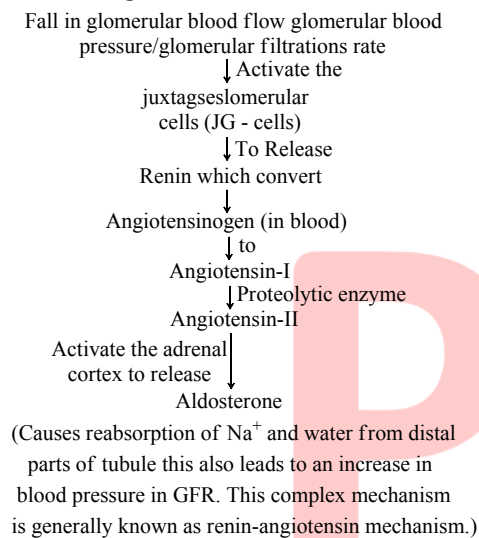 Fall in glomerular blood flow glomerular blood
pressure/glomerular filtrations rate
Activate the
juxtagseslomerular
cells (JG - cells)
To Release
Renin which convert
Angiotensinogen (in blood)
to
Angiotensin-I
Proteolytic enzyme
Angiotensin-II
Activate the adrenal
cortex to release
Aldosterone
(Causes reabsorption of Na⁺ and water from distal
parts of tubule this also leads to an increase in
blood pressure in GFR. This complex mechanism
is generally known as renin-angiotensin mechanism.)